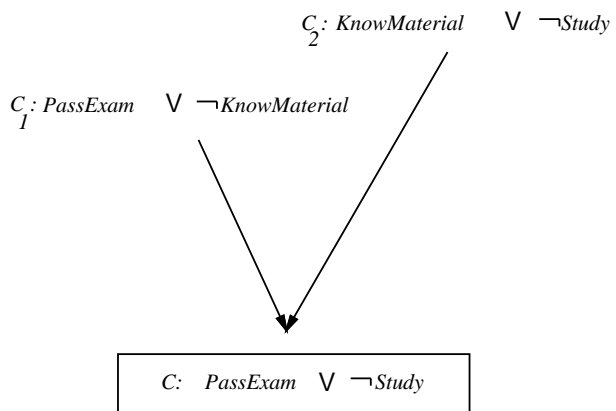 C₂: KnowMaterial V ¬Study
C₁: PassExam V ¬KnowMaterial
C: PassExam V ¬Study